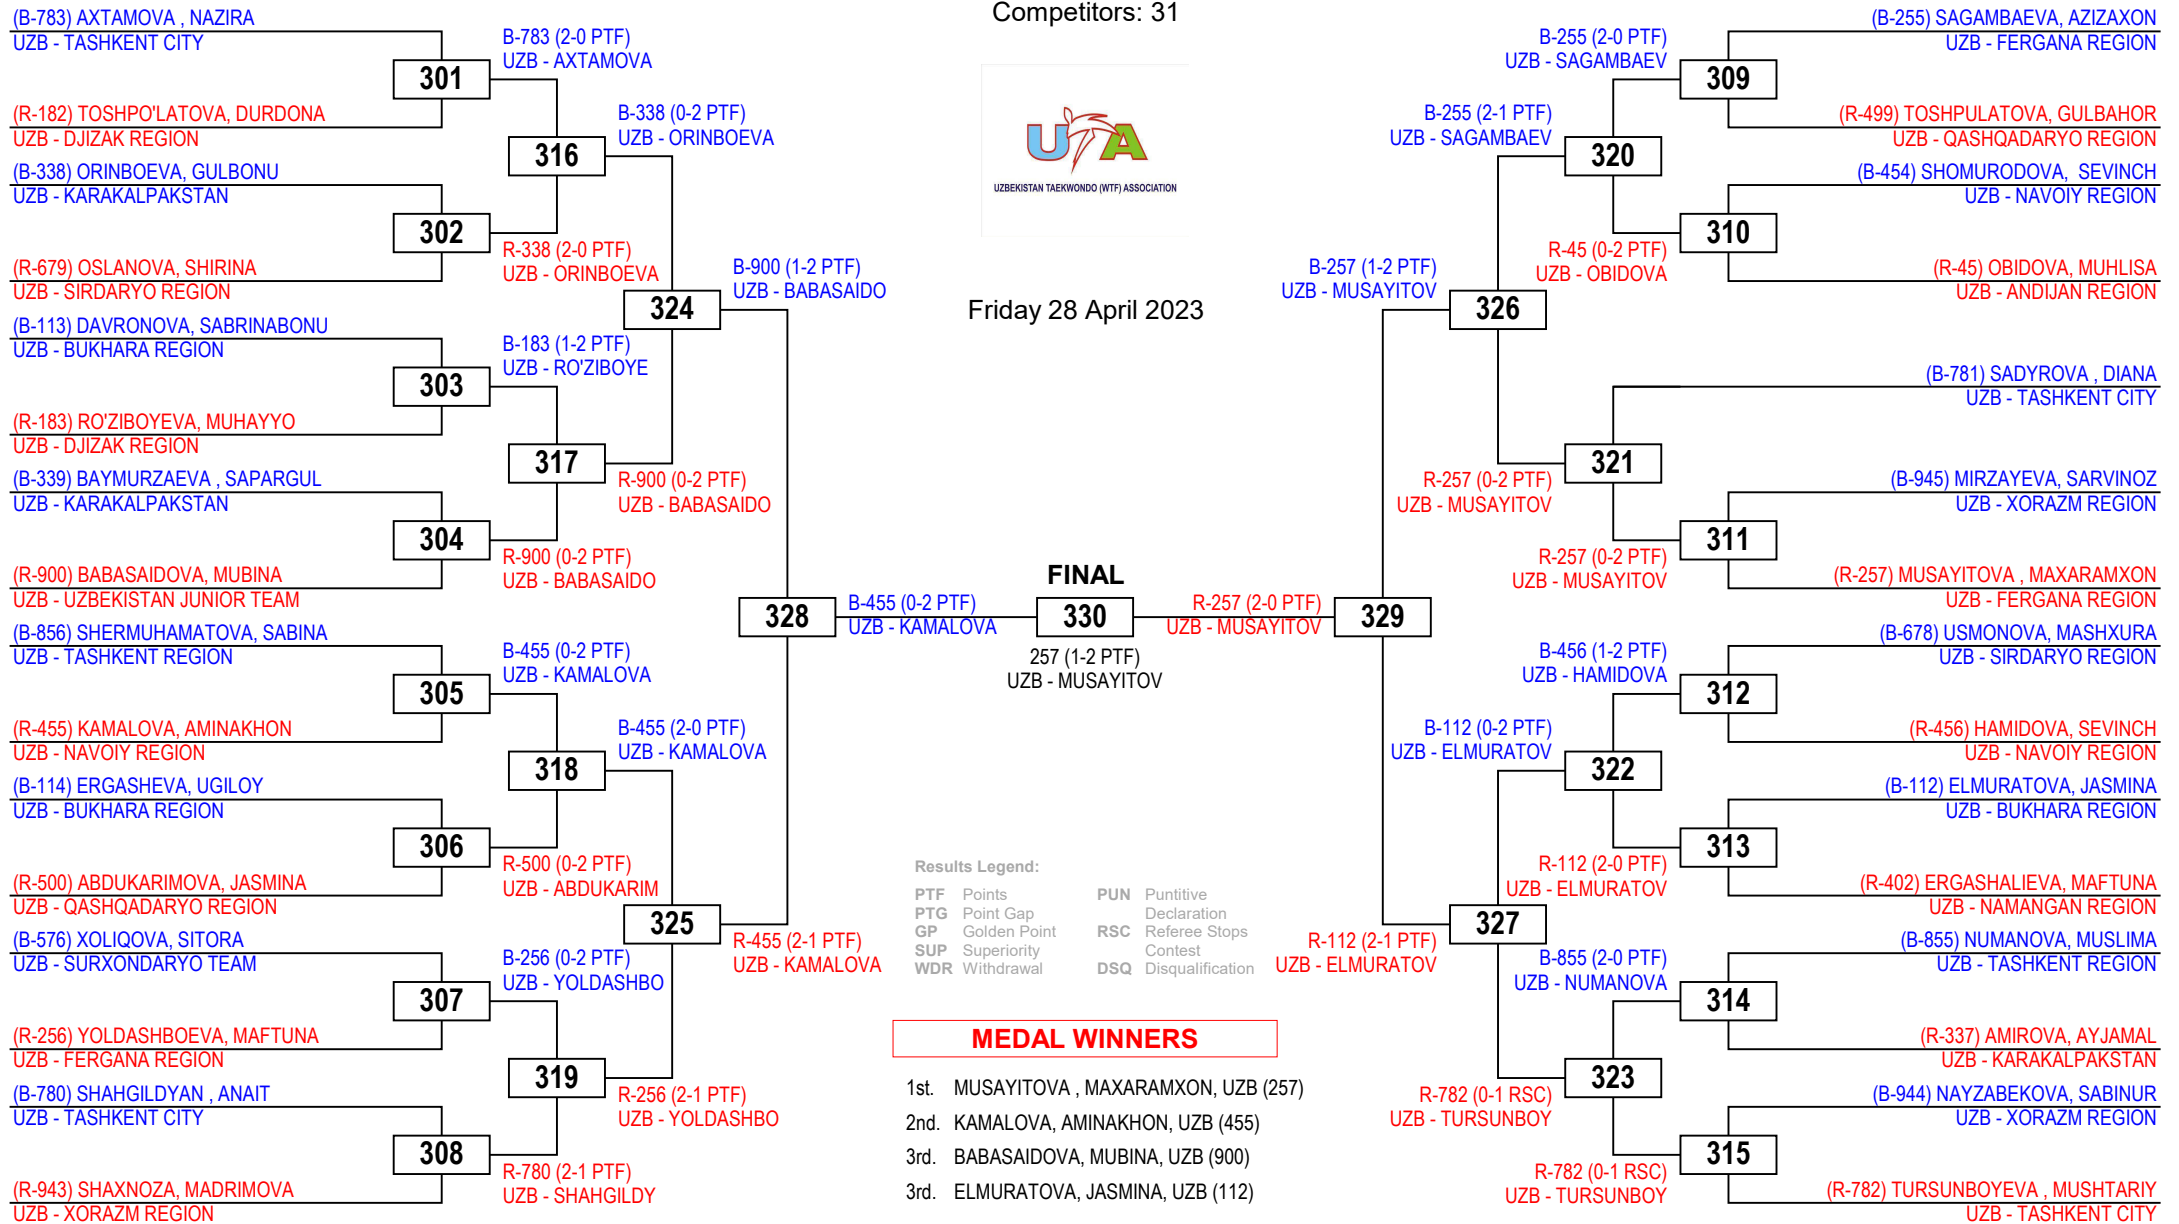 Competitors: 31
UZBEKISTAN TAEKWONDO (WTF) ASSOCIATION
Friday 28 April 2023
(B-783) AXTAMOVA , NAZIRA
UZB - TASHKENT CITY
301
(R-182) TOSHPO'LATOVA, DURDONA
UZB - DJIZAK REGION
(B-338) ORINBOEVA, GULBONU
UZB - KARAKALPAKSTAN
302
(R-679) OSLANOVA, SHIRINA
UZB - SIRDARYO REGION
(B-113) DAVRONOVA, SABRINABONU
UZB - BUKHARA REGION
303
(R-183) RO'ZIBOYEVA, MUHAYYO
UZB - DJIZAK REGION
(B-339) BAYMURZAEVA , SAPARGUL
UZB - KARAKALPAKSTAN
304
(R-900) BABASAIDOVA, MUBINA
UZB - UZBEKISTAN JUNIOR TEAM
(B-856) SHERMUHAMATOVA, SABINA
UZB - TASHKENT REGION
305
(R-455) KAMALOVA, AMINAKHON
UZB - NAVOIY REGION
(B-114) ERGASHEVA, UGILOY
UZB - BUKHARA REGION
306
(R-500) ABDUKARIMOVA, JASMINA
UZB - QASHQADARYO REGION
(B-576) XOLIQOVA, SITORA
UZB - SURXONDARYO TEAM
307
(R-256) YOLDASHBOEVA, MAFTUNA
UZB - FERGANA REGION
(B-780) SHAHGILDYAN , ANAIT
UZB - TASHKENT CITY
308
(R-943) SHAXNOZA, MADRIMOVA
UZB - XORAZM REGION
B-783 (2-0 PTF)
UZB - AXTAMOVA
316
R-338 (2-0 PTF)
UZB - ORINBOEVA
B-183 (1-2 PTF)
UZB - RO'ZIBOYE
317
R-900 (0-2 PTF)
UZB - BABASAIDO
B-455 (0-2 PTF)
UZB - KAMALOVA
318
R-500 (0-2 PTF)
UZB - ABDUKARIM
B-256 (0-2 PTF)
UZB - YOLDASHBO
319
R-780 (2-1 PTF)
UZB - SHAHGILDY
B-338 (0-2 PTF)
UZB - ORINBOEVA
324
R-900 (0-2 PTF)
UZB - BABASAIDO
B-455 (2-0 PTF)
UZB - KAMALOVA
325
R-256 (2-1 PTF)
UZB - YOLDASHBO
B-900 (1-2 PTF)
UZB - BABASAIDO
328
R-455 (2-1 PTF)
UZB - KAMALOVA
B-455 (0-2 PTF)
UZB - KAMALOVA
FINAL
330
257 (1-2 PTF)
UZB - MUSAYITOV
R-257 (2-0 PTF)
UZB - MUSAYITOV
329
B-257 (1-2 PTF)
UZB - MUSAYITOV
326
R-112 (2-1 PTF)
UZB - ELMURATOV
327
B-255 (2-1 PTF)
UZB - SAGAMBAEV
320
R-257 (0-2 PTF)
UZB - MUSAYITOV
321
B-112 (0-2 PTF)
UZB - ELMURATOV
322
R-782 (0-1 RSC)
UZB - TURSUNBOY
323
B-255 (2-0 PTF)
UZB - SAGAMBAEV
R-45 (0-2 PTF)
UZB - OBIDOVA
R-257 (0-2 PTF)
UZB - MUSAYITOV
B-456 (1-2 PTF)
UZB - HAMIDOVA
R-112 (2-0 PTF)
UZB - ELMURATOV
B-855 (2-0 PTF)
UZB - NUMANOVA
R-782 (0-1 RSC)
UZB - TURSUNBOY
(B-255) SAGAMBAEVA, AZIZAXON
UZB - FERGANA REGION
309
(R-499) TOSHPULATOVA, GULBAHOR
UZB - QASHQADARYO REGION
(B-454) SHOMURODOVA, SEVINCH
UZB - NAVOIY REGION
310
(R-45) OBIDOVA, MUHLISA
UZB - ANDIJAN REGION
(B-781) SADYROVA , DIANA
UZB - TASHKENT CITY
(B-945) MIRZAYEVA, SARVINOZ
UZB - XORAZM REGION
311
(R-257) MUSAYITOVA , MAXARAMXON
UZB - FERGANA REGION
(B-678) USMONOVA, MASHXURA
UZB - SIRDARYO REGION
312
(R-456) HAMIDOVA, SEVINCH
UZB - NAVOIY REGION
(B-112) ELMURATOVA, JASMINA
UZB - BUKHARA REGION
313
(R-402) ERGASHALIEVA, MAFTUNA
UZB - NAMANGAN REGION
(B-855) NUMANOVA, MUSLIMA
UZB - TASHKENT REGION
314
(R-337) AMIROVA, AYJAMAL
UZB - KARAKALPAKSTAN
(B-944) NAYZABEKOVA, SABINUR
UZB - XORAZM REGION
315
(R-782) TURSUNBOYEVA , MUSHTARIY
UZB - TASHKENT CITY
Results Legend:
PTF Points
PTG Point Gap
GP Golden Point
SUP Superiority
WDR Withdrawal
PUN Puntitive
Declaration
RSC Referee Stops
Contest
DSQ Disqualification
MEDAL WINNERS
1st. MUSAYITOVA , MAXARAMXON, UZB (257)
2nd. KAMALOVA, AMINAKHON, UZB (455)
3rd. BABASAIDOVA, MUBINA, UZB (900)
3rd. ELMURATOVA, JASMINA, UZB (112)